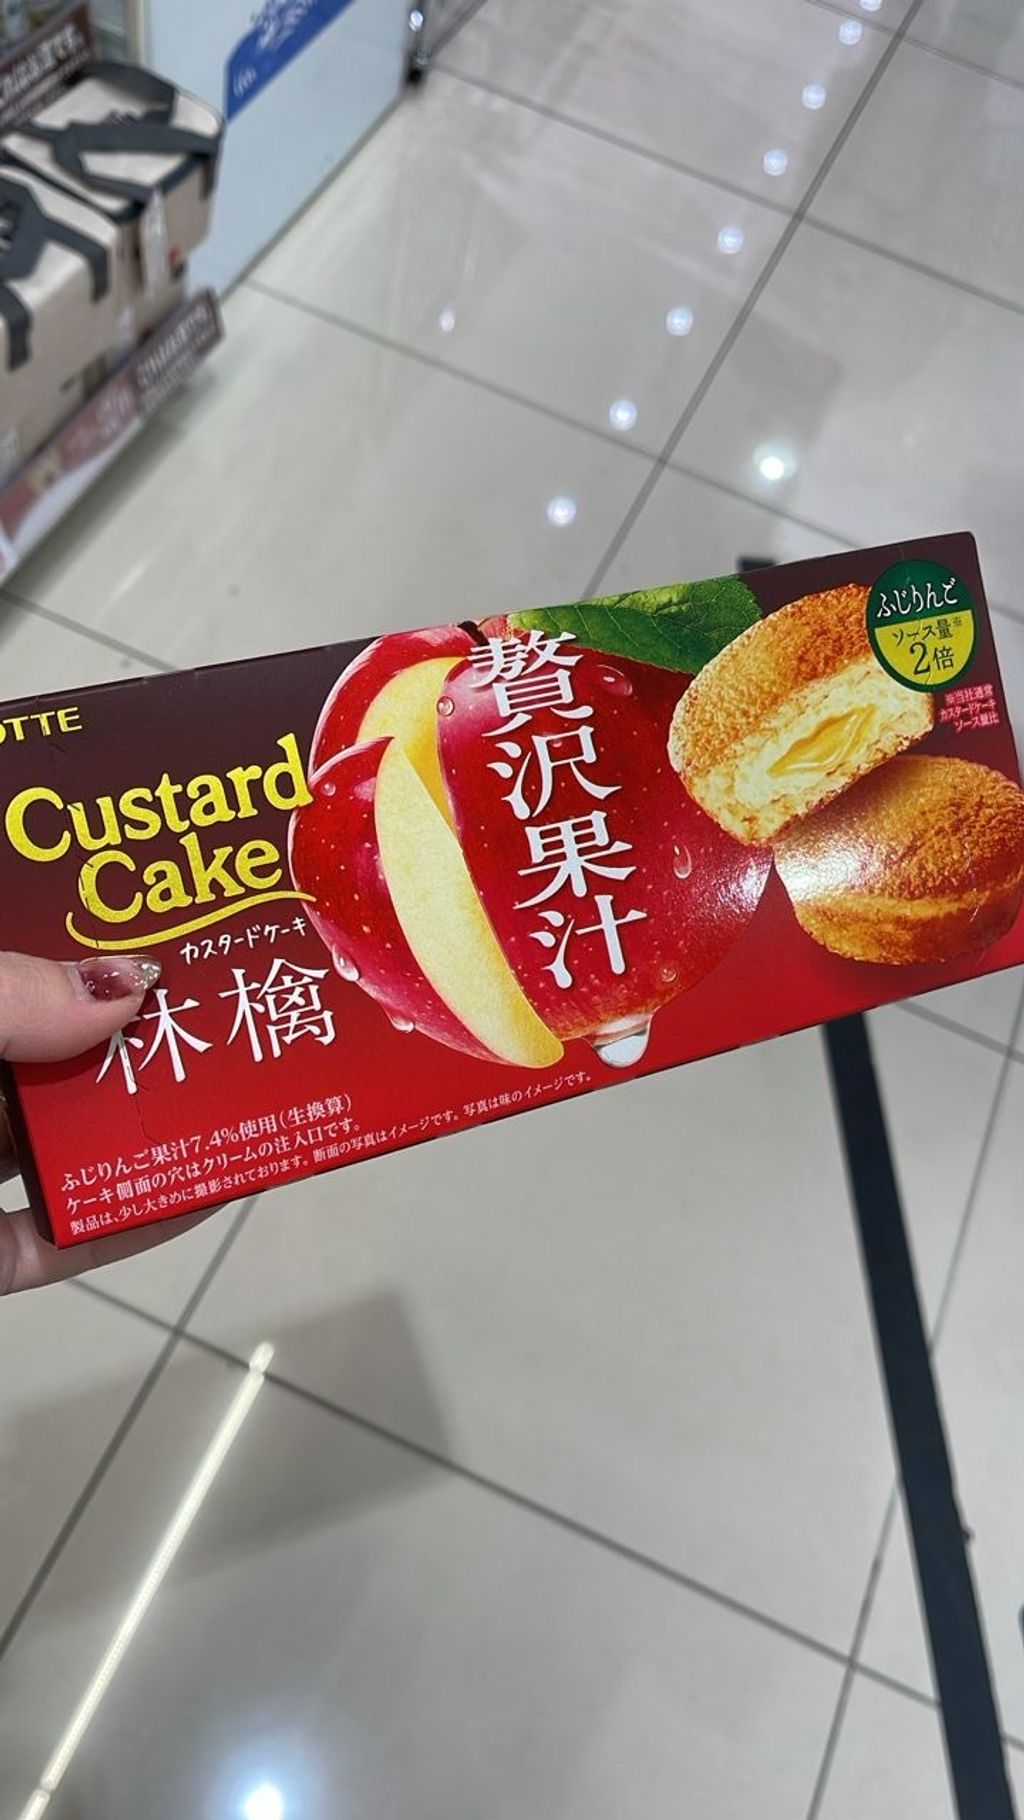 OTTE
Custard
Cake
カスタードケーキ
林檎
贅沢果汁
ふじりんご
ソース量※
2倍
※当社通常
カスタードケーキ
ソース量比
ふじりんご果汁7.4%使用(生換算)
ケーキ側面の穴はクリームの注入口です。
製品は、少し大きめに撮影されております。断面の写真はイメージです。写真は味のイメージです。